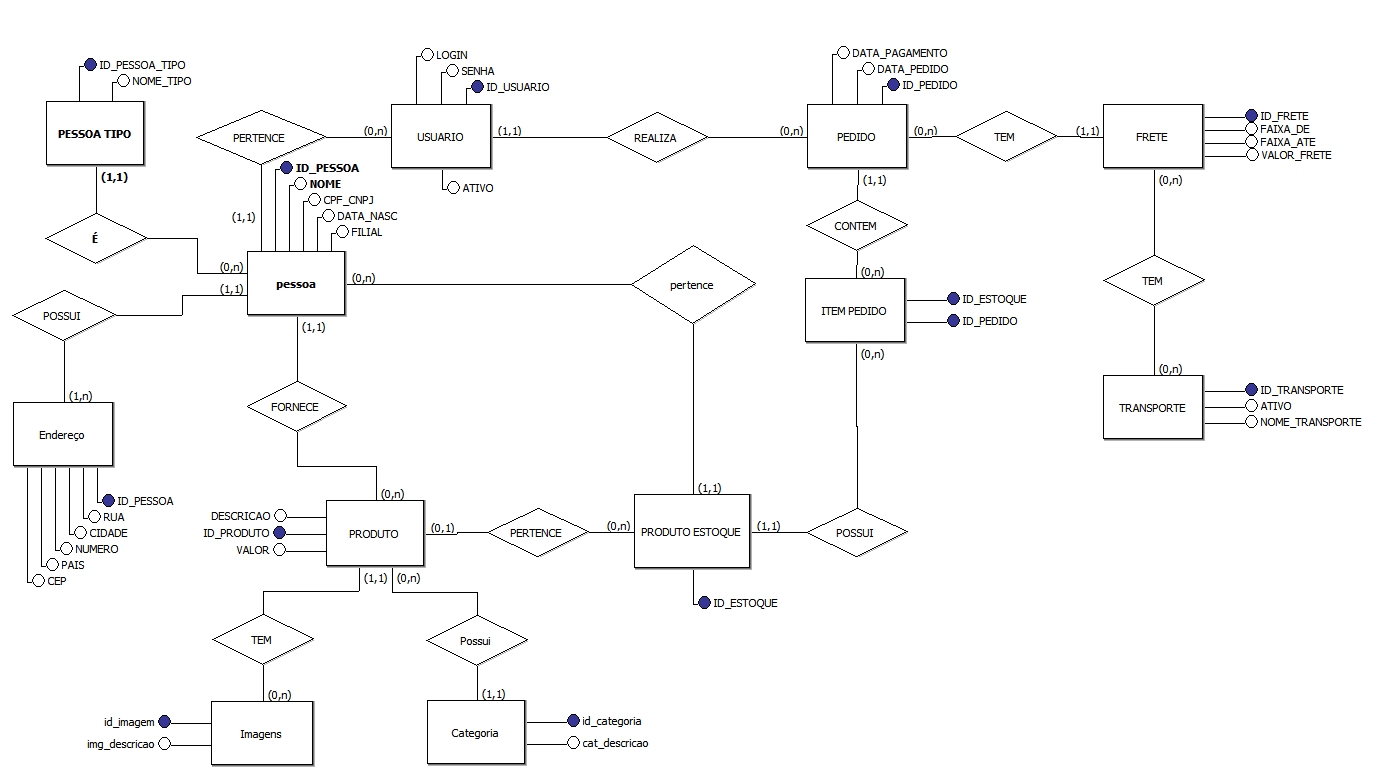 LOGIN
DATA_PAGAMENTO
ID_PESSOA_TIPO
SENHA
DATA_PEDIDO
NOME_TIPO
ID_USUARIO
ID_PEDIDO
PESSOA TIPO
PERTENCE
(0,n)
USUARIO
(1,1)
REALIZA
(0,n)
PEDIDO
(0,n)
TEM
(1,1)
FRETE
ID_FRETE
FAIXA_DE
FAIXA_ATE
VALOR_FRETE
(1,1)
ID_PESSOA
NOME
CPF_CNPJ
DATA_NASC
FILIAL
ATIVO
(1,1)
(0,n)
(1,1)
É
CONTEM
(0,n)
(1,1)
pessoa
(0,n)
pertence
(0,n)
TEM
POSSUI
ITEM PEDIDO
ID_ESTOQUE
ID_PEDIDO
(1,1)
(0,n)
(0,n)
FORNECE
TRANSPORTE
ID_TRANSPORTE
ATIVO
NOME_TRANSPORTE
(1,n)
Endereço
ID_PESSOA
RUA
CIDADE
NUMERO
PAIS
CEP
(0,n)
(1,1)
DESCRICAO
ID_PRODUTO
VALOR
PRODUTO
(0,1)
PERTENCE
(0,n)
PRODUTO ESTOQUE
(1,1)
POSSUI
(1,1)
(0,n)
ID_ESTOQUE
TEM
Possui
(0,n)
(1,1)
id_imagem
img_descricao
Imagens
Categoria
id_categoria
cat_descricao